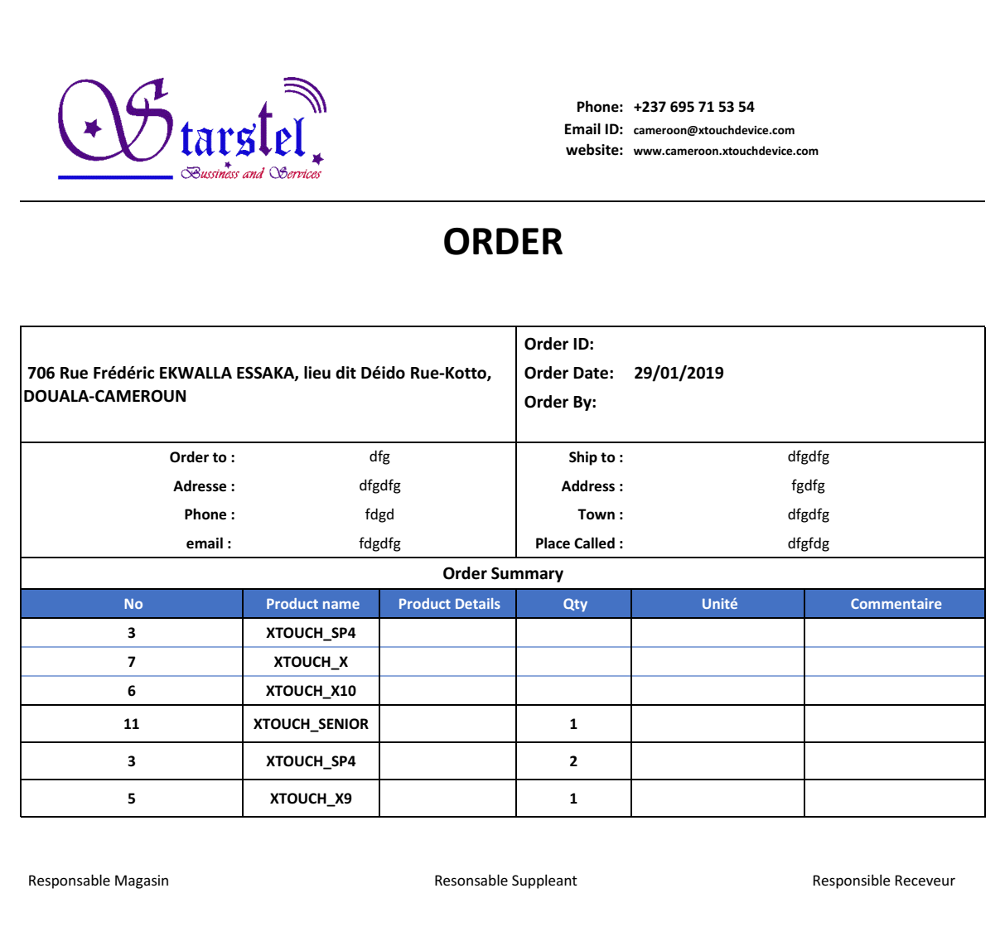 Starstel
Bussiness and Services
Phone: +237 695 71 53 54
Email ID: cameroon@xtouchdevice.com
website: www.cameroon.xtouchdevice.com
ORDER
706 Rue Frédéric EKWALLA ESSAKA, lieu dit Déido Rue-Kotto,
DOUALA-CAMEROUN
Order ID:
Order Date: 29/01/2019
Order By:
Order to : dfg Ship to : dfgdfg
Adresse : dfgdfg Address : fgdfg
Phone : fdgd Town : dfgdfg
email : fdgdfg Place Called : dfgfdg
Order Summary
No Product name Product Details Qty Unité Commentaire
3 XTOUCH_SP4
7 XTOUCH_X
6 XTOUCH_X10
11 XTOUCH_SENIOR 1
3 XTOUCH_SP4 2
5 XTOUCH_X9 1
Responsable Magasin Resonsable Suppleant Responsible Receveur